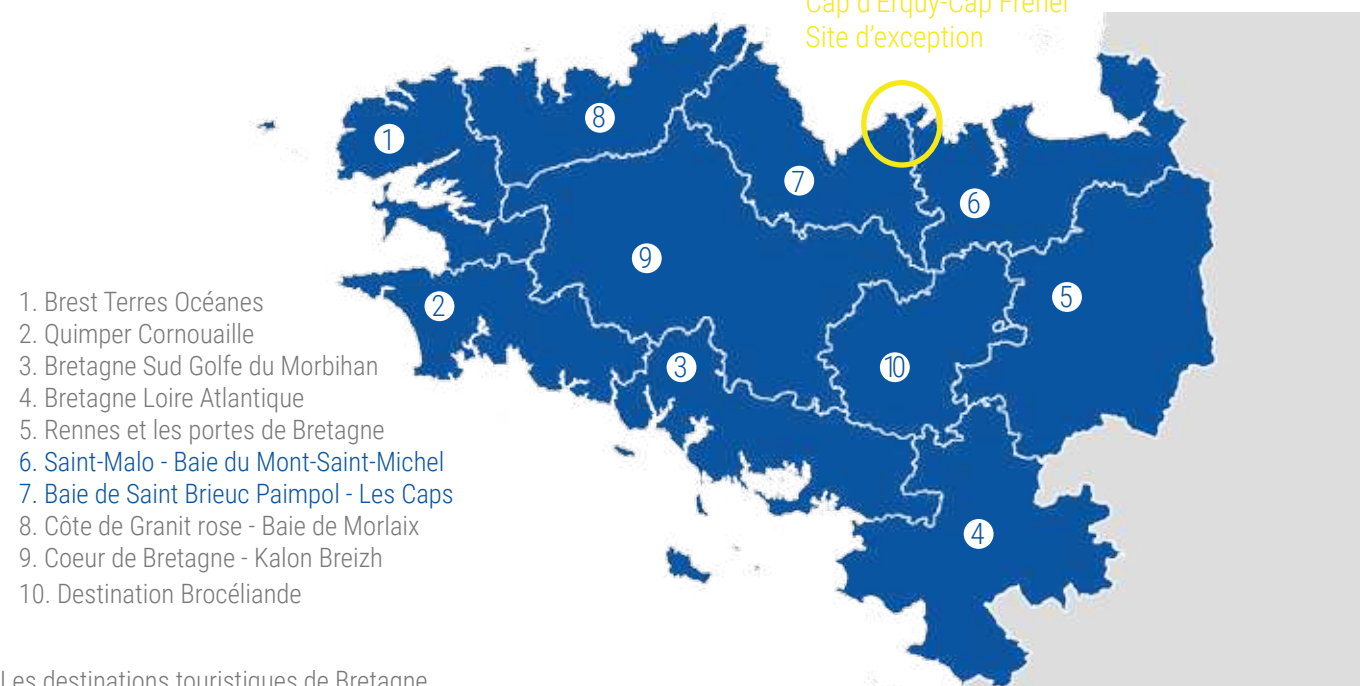 Cap d'Erquy-Cap Fréhel
Site d'exception
8
1
7
6
9
5
2
3
10
4
1. Brest Terres Océanes
2. Quimper Cornouaille
3. Bretagne Sud Golfe du Morbihan
4. Bretagne Loire Atlantique
5. Rennes et les portes de Bretagne
6. Saint-Malo - Baie du Mont-Saint-Michel
7. Baie de Saint Brieuc Paimpol - Les Caps
8. Côte de Granit rose - Baie de Morlaix
9. Coeur de Bretagne - Kalon Breizh
10. Destination Brocéliande
Les destinations touristiques de Bretagne